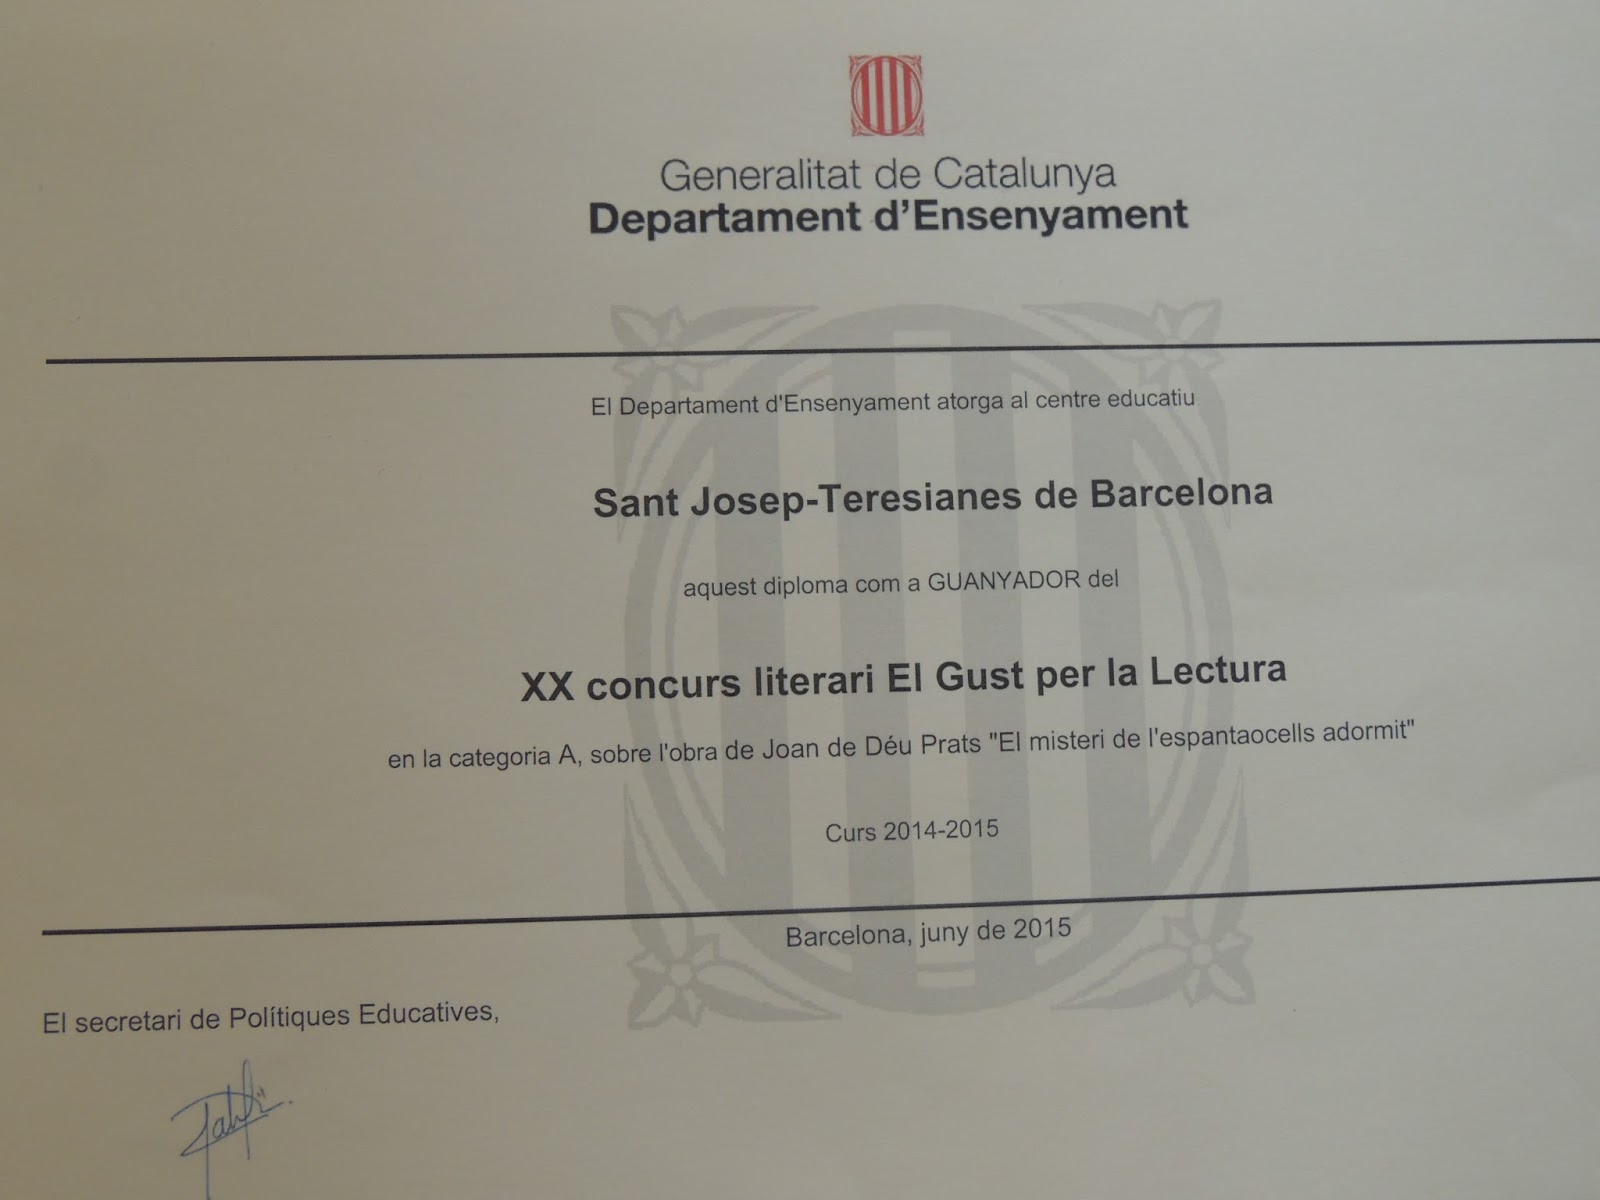 Generalitat de Catalunya
Departament d'Ensenyament
El Departament d'Ensenyament atorga al centre educatiu
Sant Josep-Teresianes de Barcelona
aquest diploma com a GUANYADOR del
XX concurs literari El Gust per la Lectura
en la categoria A, sobre l'obra de Joan de Déu Prats "El misteri de l'espantaocells adormit"
Curs 2014-2015
Barcelona, juny de 2015
El secretari de Polítiques Educatives,